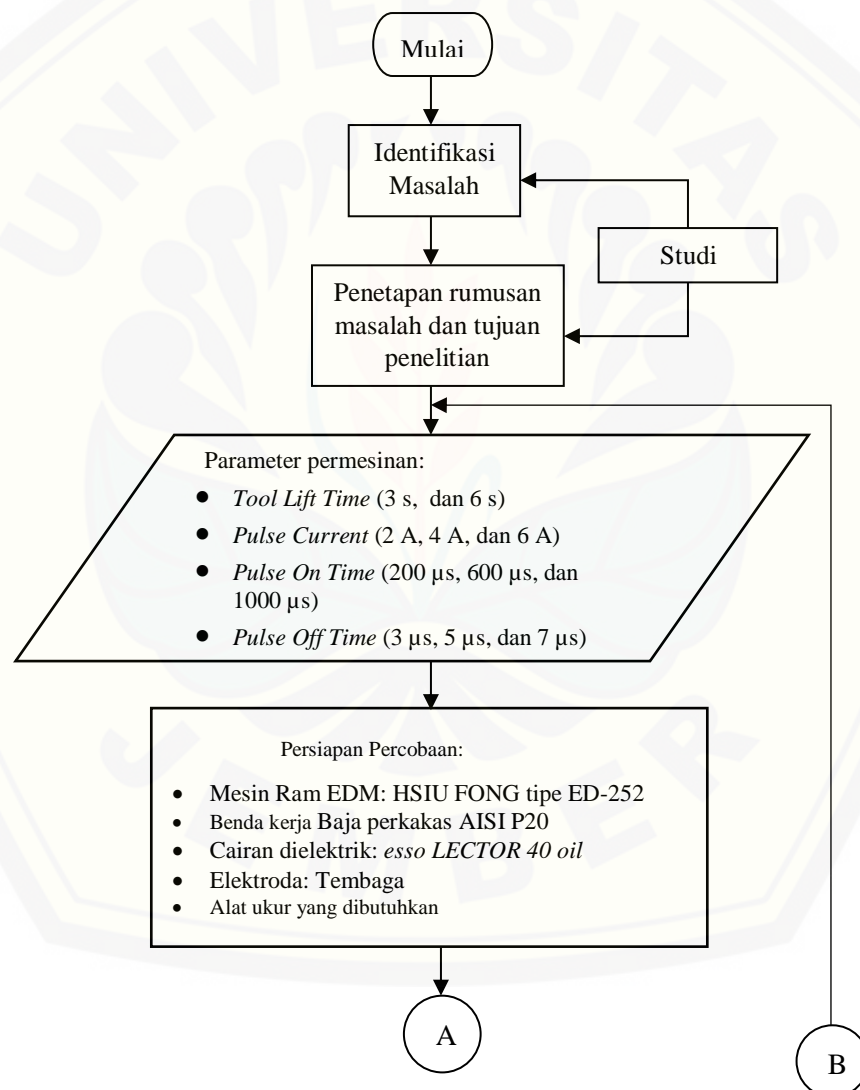 UNIVERSITAS
Mulai
Identifikasi
Masalah
Studi
Penetapan rumusan
masalah dan tujuan
penelitian
Parameter permesinan:
● Tool Lift Time (3 s, dan 6 s)
● Pulse Current (2 A, 4 A, dan 6 A)
● Pulse On Time (200 µs, 600 µs, dan
1000 µs)
● Pulse Off Time (3 µs, 5 µs, dan 7 µs)
Persiapan Percobaan:
• Mesin Ram EDM: HSIU FONG tipe ED-252
• Benda kerja Baja perkakas AISI P20
• Cairan dielektrik: esso LECTOR 40 oil
• Elektroda: Tembaga
• Alat ukur yang dibutuhkan
JEMBER
A
B